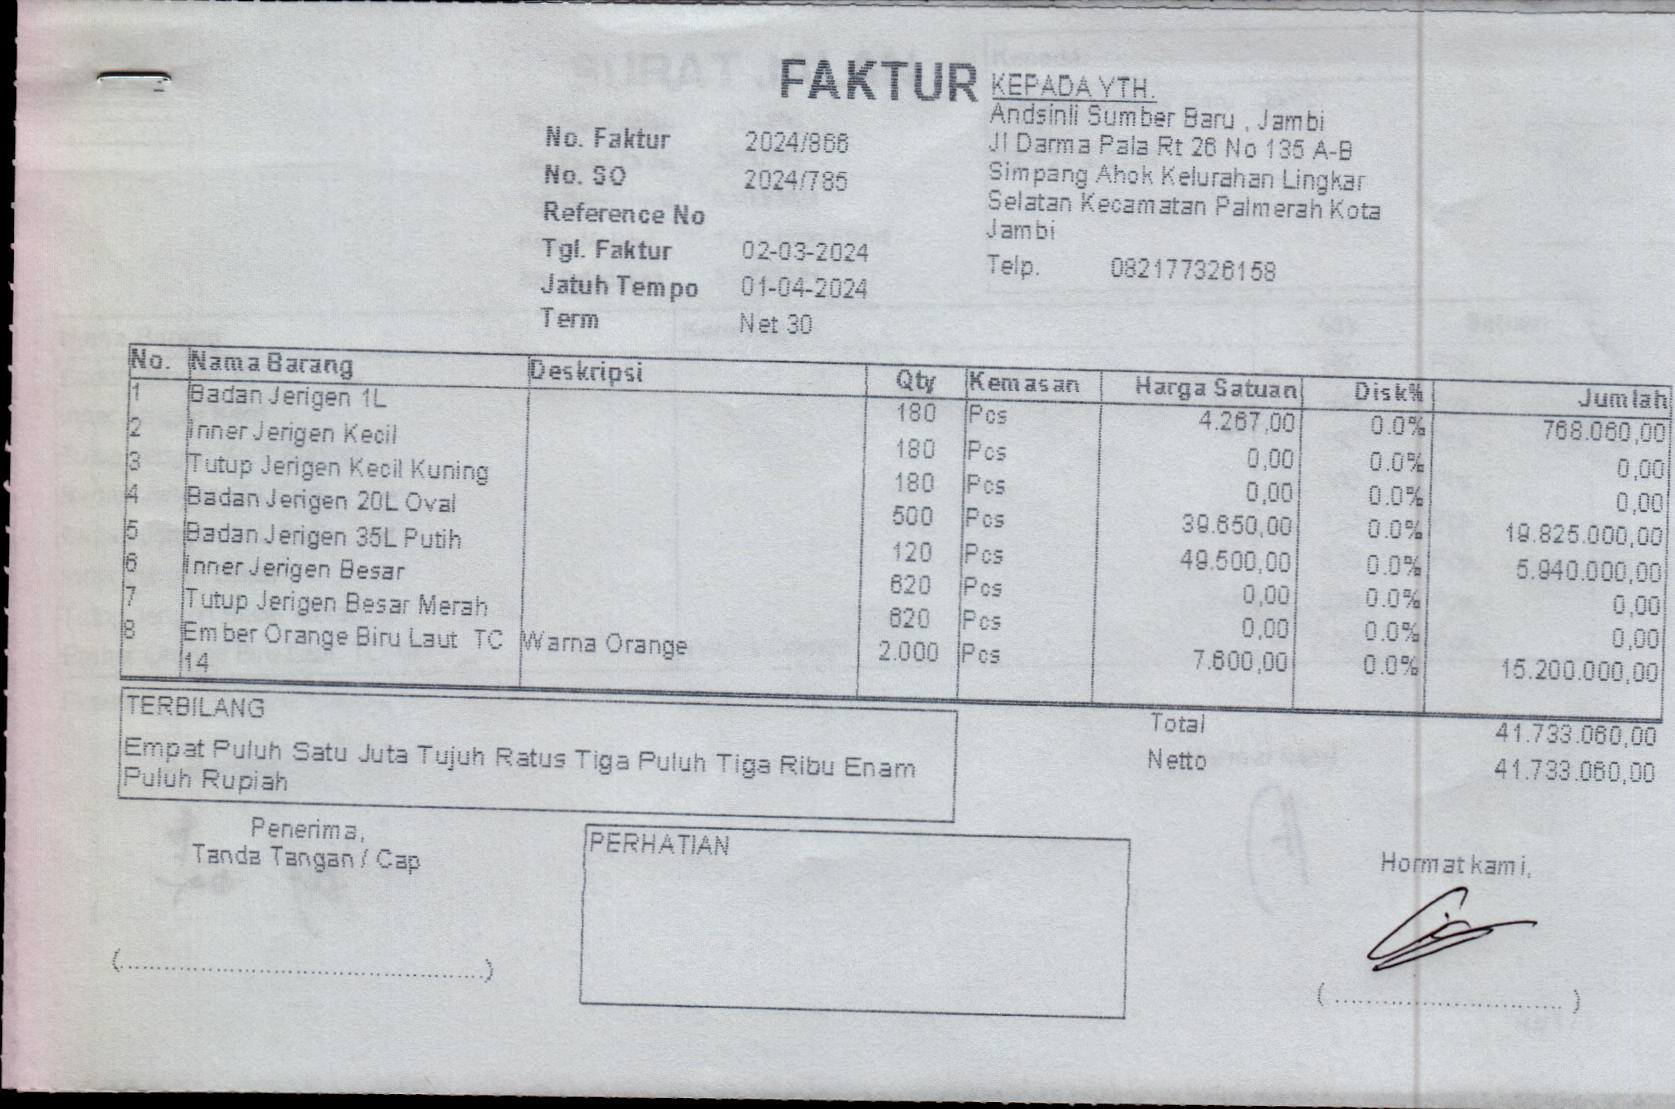 FAKTUR
No. Faktur 2024/866
No. SO 2024/785
Reference No
Tgl. Faktur 02-03-2024
Jatuh Tempo 01-04-2024
Term Net 30
KEPADA YTH.
Andsinli Sumber Baru , Jambi
Jl Darma Pala Rt 26 No 135 A-B
Simpang Ahok Kelurahan Lingkar
Selatan Kecamatan Palmerah Kota
Jambi
Telp. 082177326158
No. Nama Barang Deskripsi Qty Kemasan Harga Satuan Disk% Jumlah
1 Badan Jerigen 1L 180 Pcs 4.267,00 0.0% 768.060,00
2 Inner Jerigen Kecil 180 Pcs 0,00 0.0% 0,00
3 Tutup Jerigen Kecil Kuning 180 Pcs 0,00 0.0% 0,00
4 Badan Jerigen 20L Oval 500 Pcs 39.650,00 0.0% 19.825.000,00
5 Badan Jerigen 35L Putih 120 Pcs 49.500,00 0.0% 5.940.000,00
6 Inner Jerigen Besar 620 Pcs 0,00 0.0% 0,00
7 Tutup Jerigen Besar Merah 620 Pcs 0,00 0.0% 0,00
8 Ember Orange Biru Laut TC Warna Orange 2.000 Pcs 7.600,00 0.0% 15.200.000,00
14
TERBILANG
Empat Puluh Satu Juta Tujuh Ratus Tiga Puluh Tiga Ribu Enam
Puluh Rupiah
Total 41.733.060,00
Netto 41.733.060,00
Penerima,
Tanda Tangan / Cap
PERHATIAN
Hormat kami,